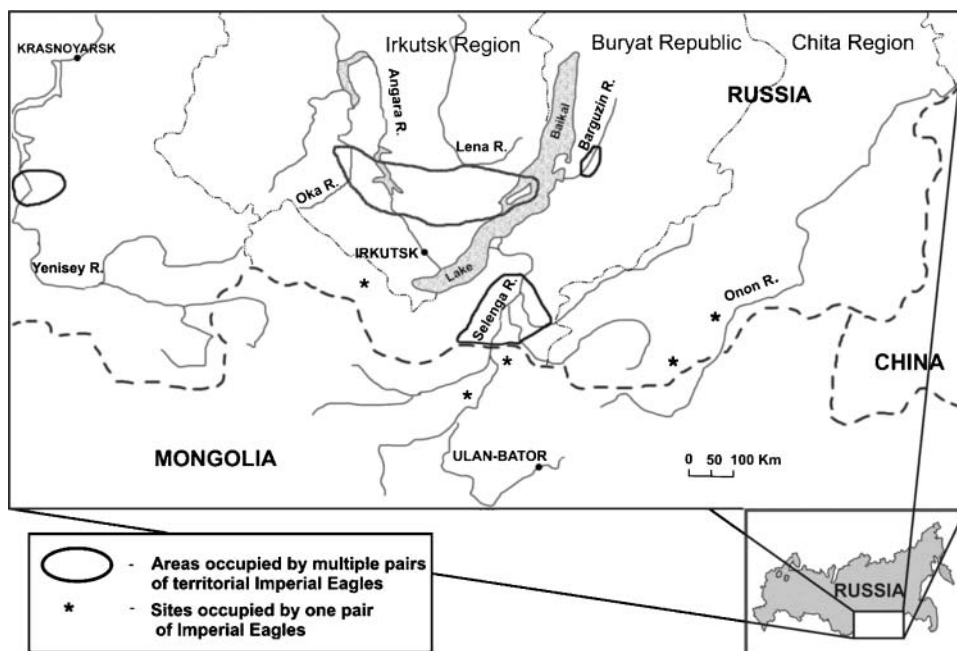 KRASNOYARSK
Irkutsk Region
Buryat Republic
Chita Region
RUSSIA
Angara R.
Baikal
Barguzin R.
Lena R.
Oka R.
IRKUTSK
Lake
Yenisey R.
Selenga R.
Onon R.
*
*
*
*
*
CHINA
MONGOLIA
ULAN-BATOR
0 50 100 Km
- Areas occupied by multiple pairs
of territorial Imperial Eagles
* - Sites occupied by one pair
of Imperial Eagles
RUSSIA